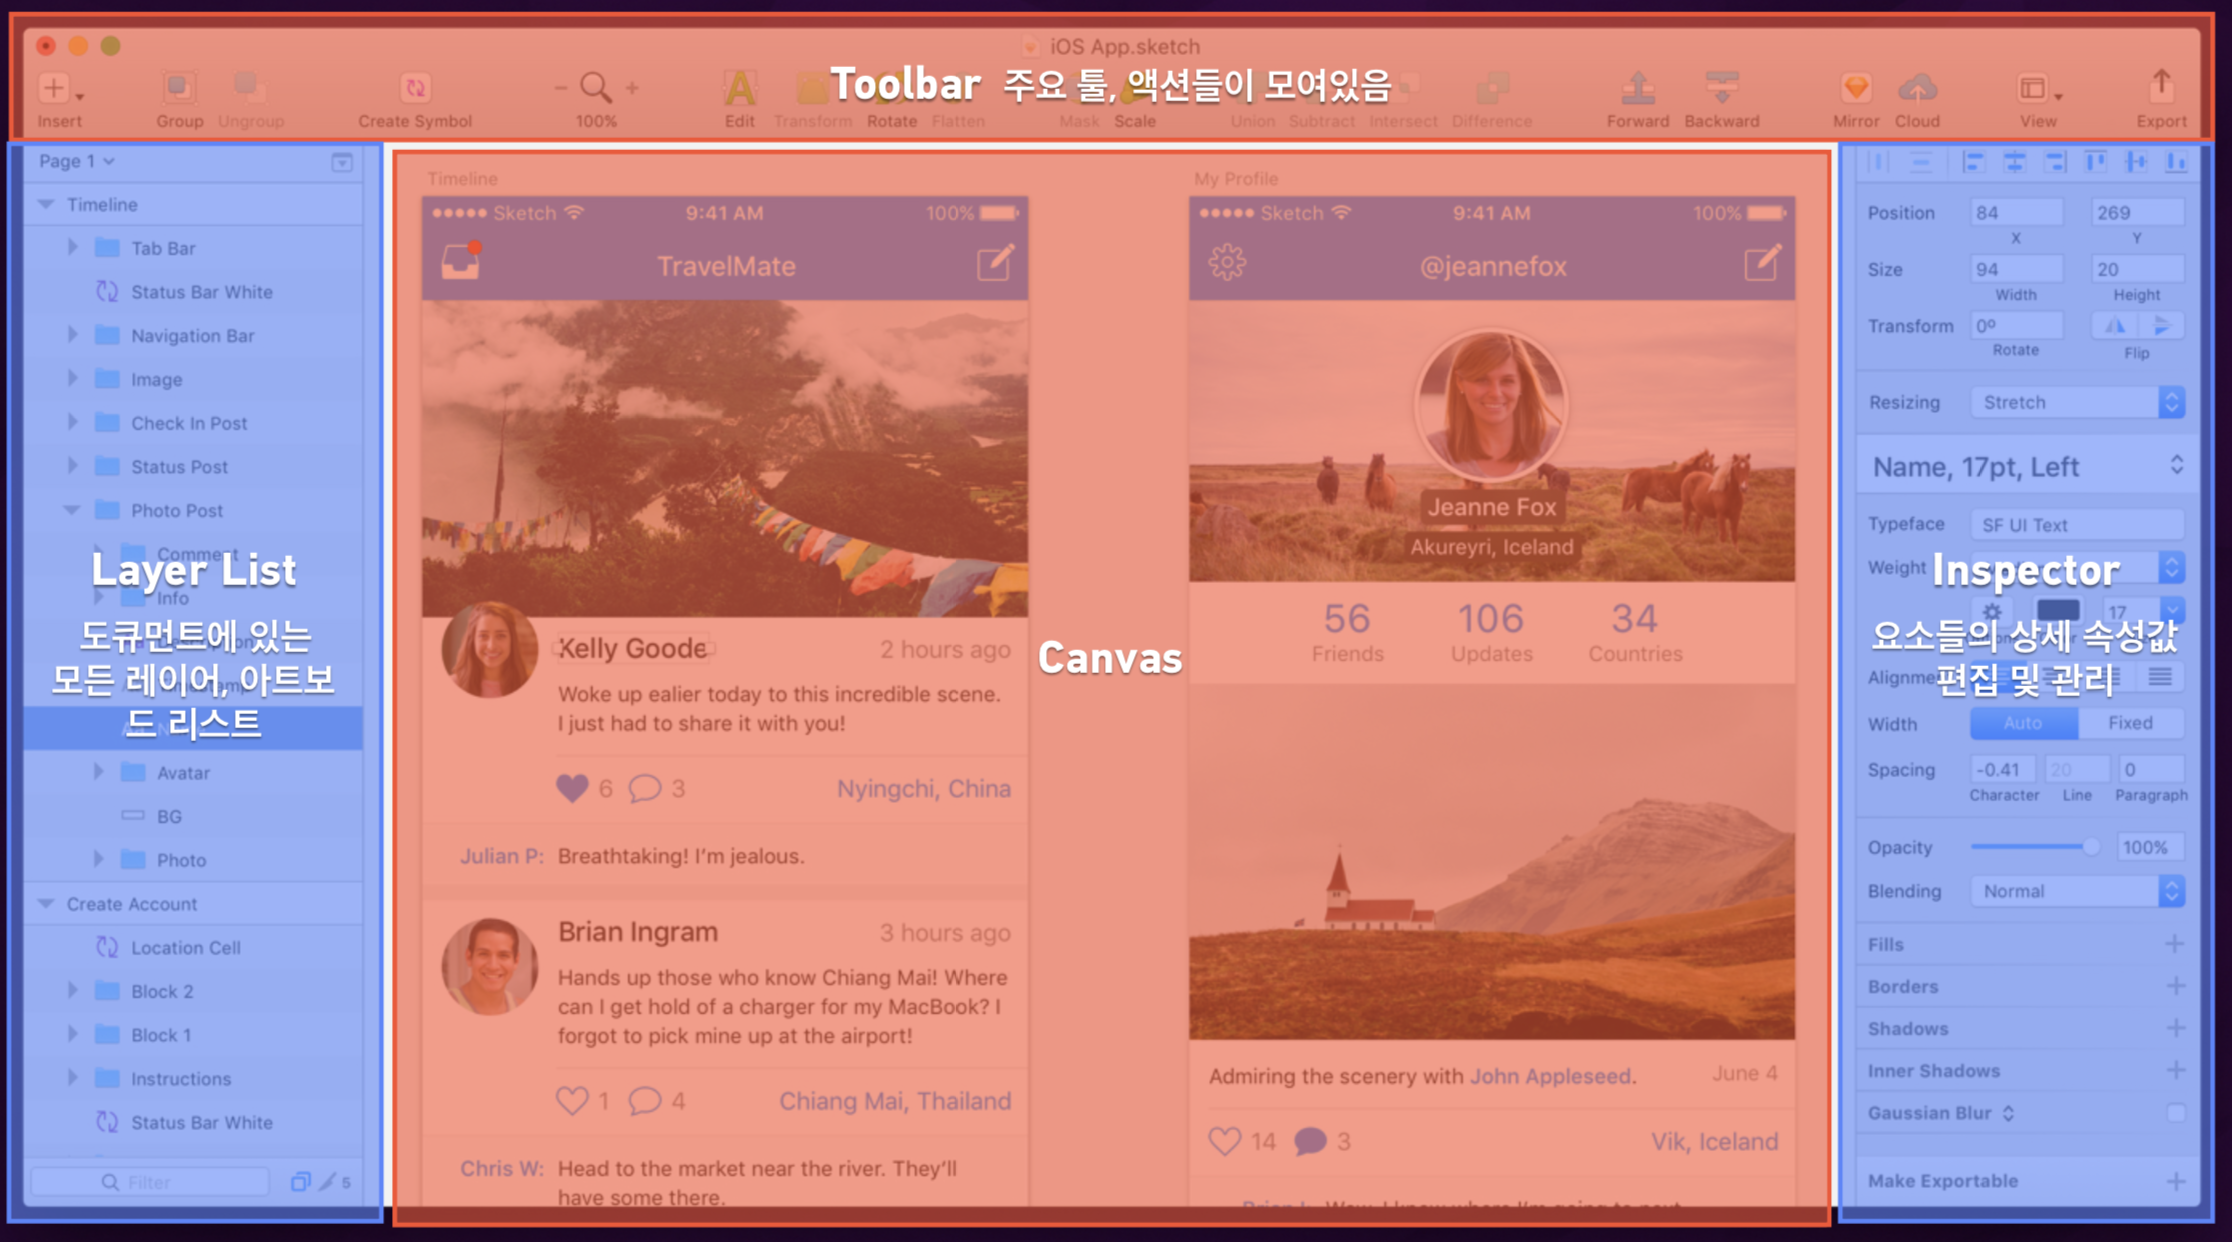 iOS App.sketch
Insert
Group
Ungroup
Create Symbol
100%
Edit
Transform
Rotate
Flatten
Mask
Scale
Union
Subtract
Intersect
Difference
Forward
Backward
Mirror
Cloud
View
Export
Toolbar 주요 툴, 액션들이 모여있음
Page 1
Timeline
Tab Bar
Status Bar White
Navigation Bar
Image
Check In Post
Status Post
Photo Post
Comment
Info
Layer List
도큐먼트에 있는
모든 레이어, 아트보
드 리스트
Avatar
BG
Photo
Create Account
Location Cell
Block 2
Block 1
Instructions
Status Bar White
Filter
5
Timeline
Sketch 9:41 AM 100%
TravelMate
Kelly Goode 2 hours ago
Woke up ealier today to this incredible scene.
I just had to share it with you!
6 3 Nyingchi, China
Julian P: Breathtaking! I'm jealous.
Brian Ingram 3 hours ago
Hands up those who know Chiang Mai! Where
can I get hold of a charger for my MacBook? I
forgot to pick mine up at the airport!
1 4 Chiang Mai, Thailand
Chris W: Head to the market near the river. They'll
have some there.
Canvas
My Profile
Sketch 9:41 AM 100%
@jeannefox
Jeanne Fox
Akureyri, Iceland
56 106 34
Friends Updates Countries
Admiring the scenery with John Appleseed. June 4
14 3 Vik, Iceland
Position 84 269
X Y
Size 94 20
Width Height
Transform 0º
Rotate Flip
Resizing Stretch
Name, 17pt, Left
Typeface SF UI Text
Weight
Inspector
17
요소들의 상세 속성값
편집 및 관리
Width Auto Fixed
Spacing -0.41 20 0
Character Line Paragraph
Opacity 100%
Blending Normal
Fills
Borders
Shadows
Inner Shadows
Gaussian Blur
Make Exportable